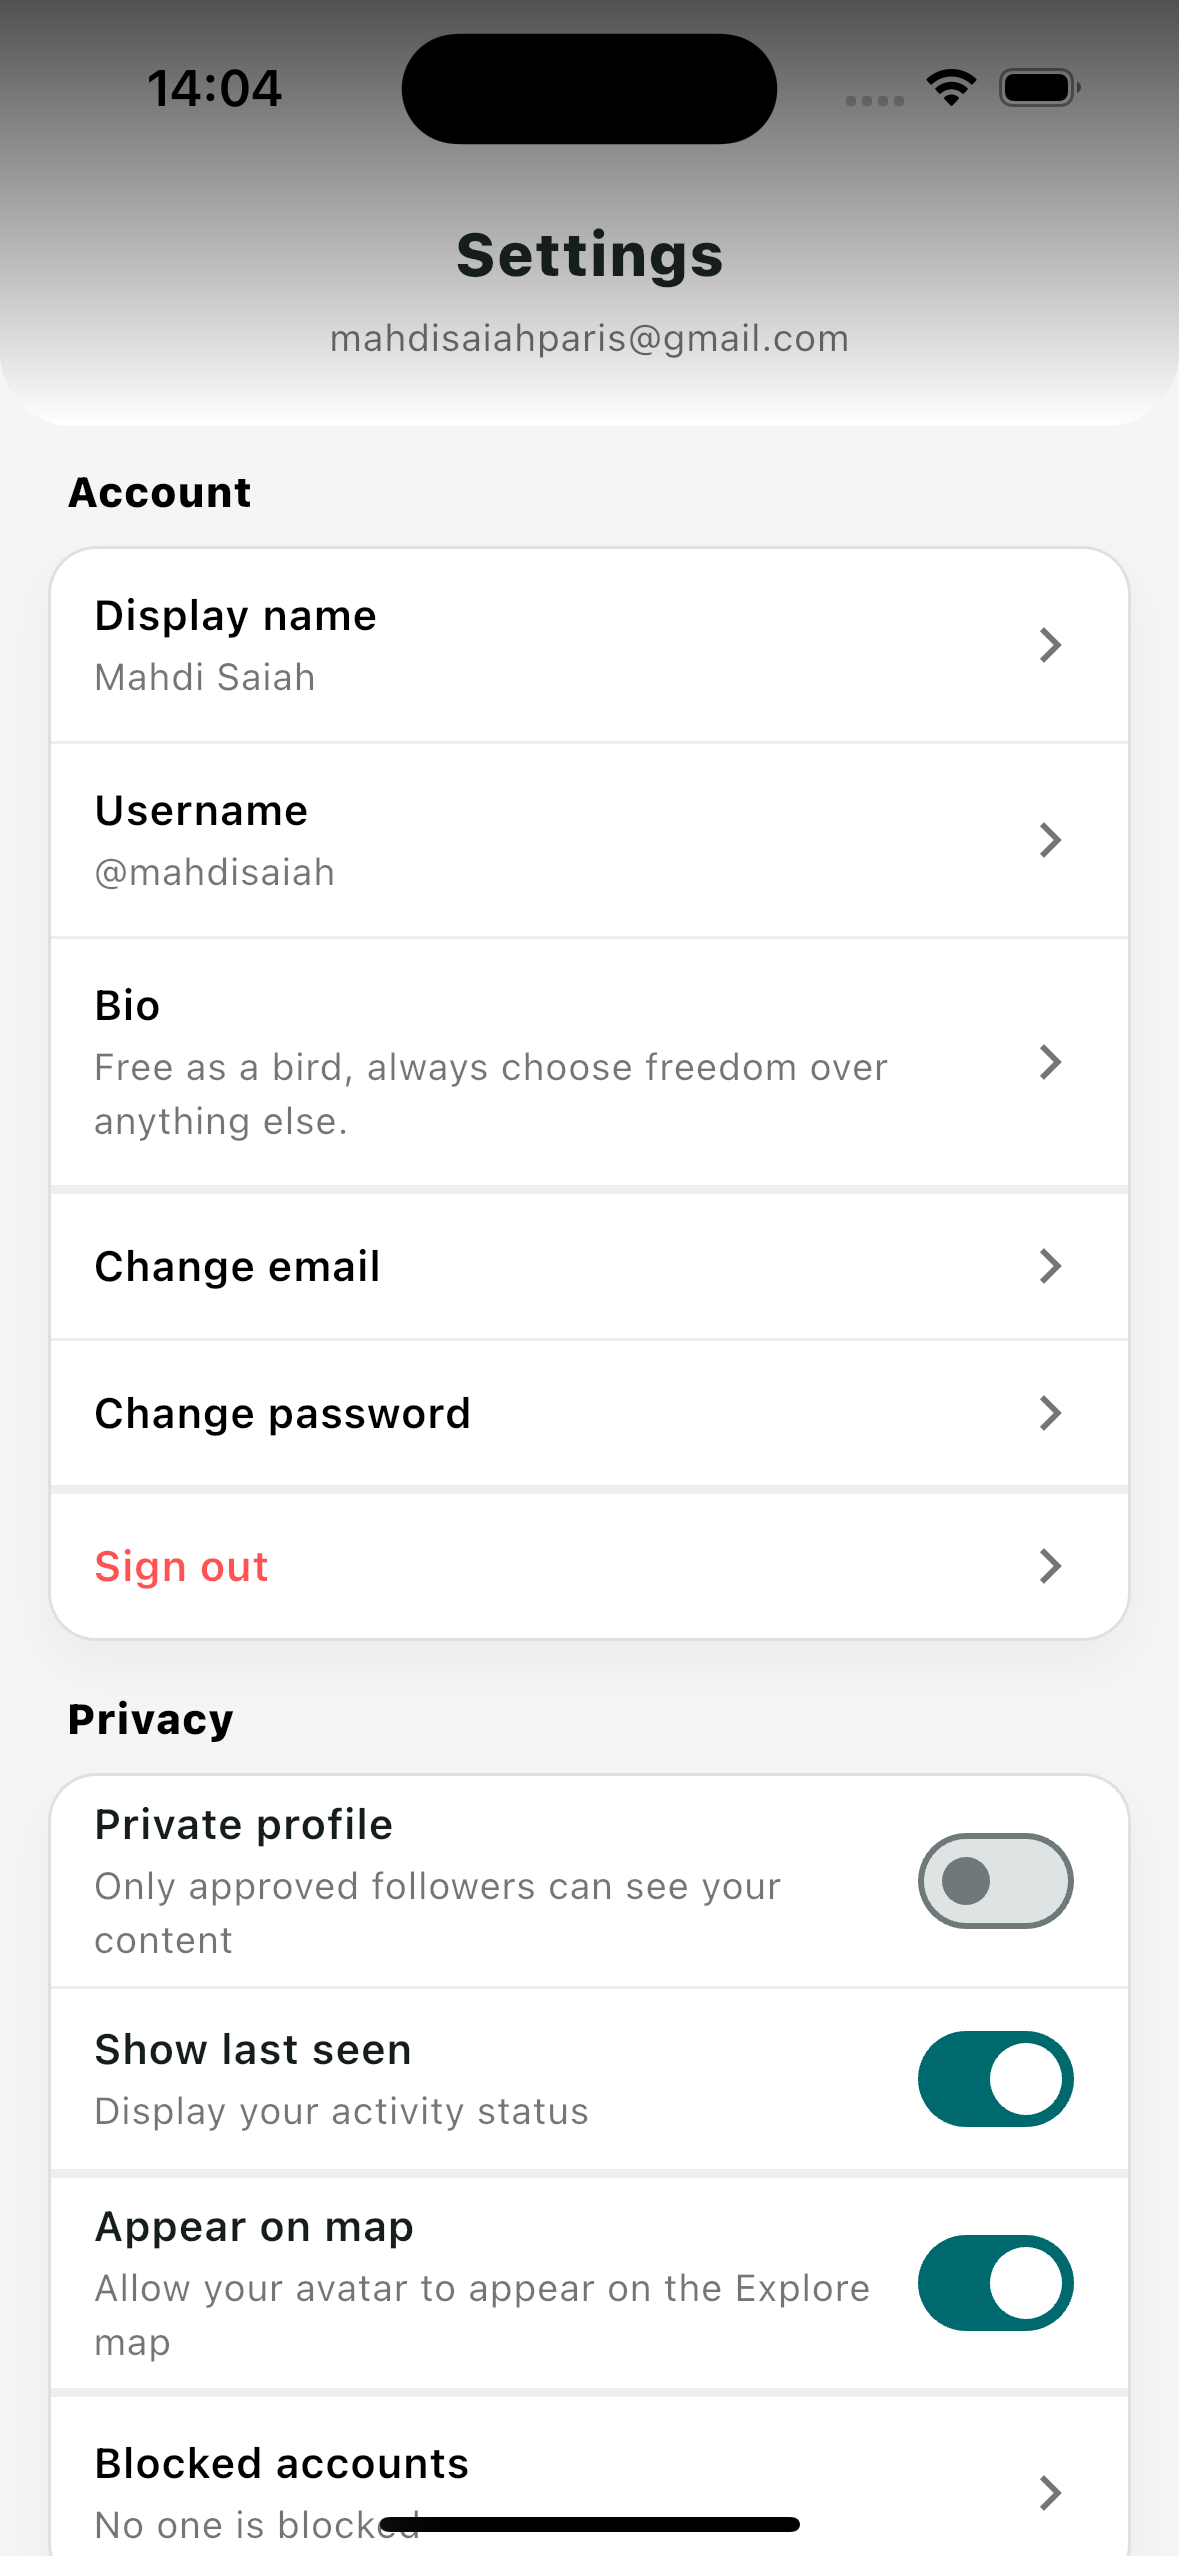 14:04
Settings
mahdisaiahparis@gmail.com
Account
Display name
Mahdi Saiah
Username
@mahdisaiah
Bio
Free as a bird, always choose freedom over
anything else.
Change email
Change password
Sign out
Privacy
Private profile
Only approved followers can see your
content
Show last seen
Display your activity status
Appear on map
Allow your avatar to appear on the Explore
map
Blocked accounts
No one is blocked